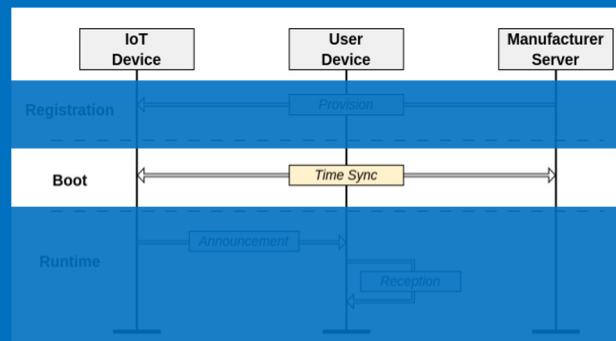 IoT
Device
User
Device
Manufacturer
Server
Registration
Provision
Boot
Time Sync
Announcement
Runtime
Reception